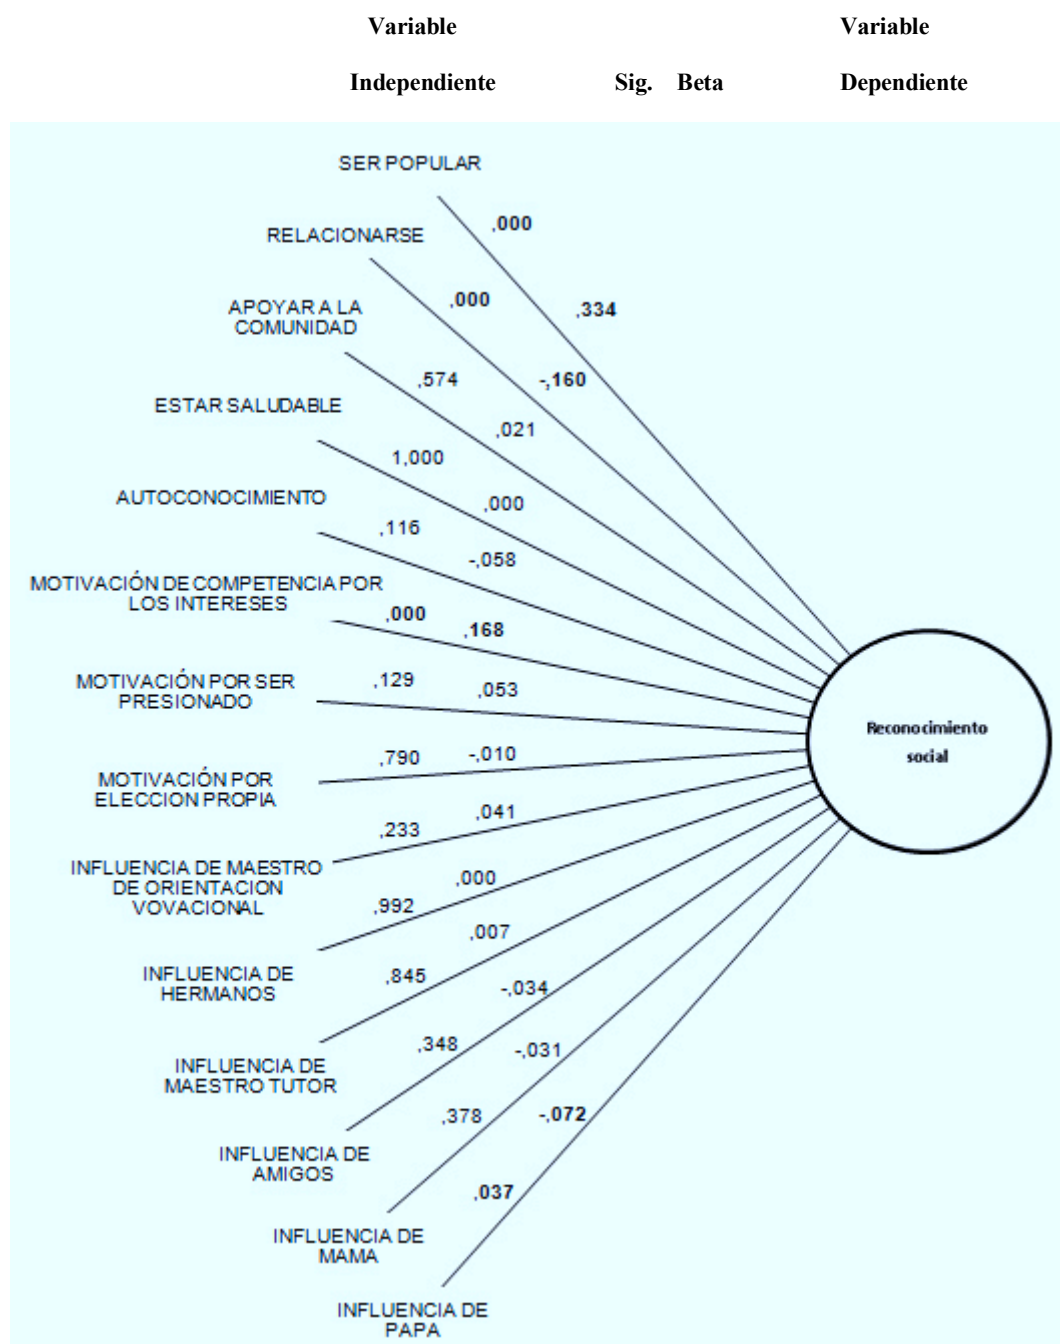 Variable Variable
Independiente Sig. Beta Dependiente
SER POPULAR
,000
RELACIONARSE
,000
,334
APOYAR A LA
COMUNIDAD
,574
-,160
ESTAR SALUDABLE
,021
1,000
AUTOCONOCIMIENTO
,000
,116
-,058
MOTIVACIÓN DE COMPETENCIA POR
LOS INTERESES
,000
,168
MOTIVACIÓN POR SER
PRESIONADO
,129
,053
Reconocimiento
social
MOTIVACIÓN POR
ELECCION PROPIA
,790
-,010
,233
,041
INFLUENCIA DE MAESTRO
DE ORIENTACION
VOVACIONAL
,992
,000
INFLUENCIA DE
HERMANOS
,845
,007
INFLUENCIA DE
MAESTRO TUTOR
,348
-,034
INFLUENCIA DE
AMIGOS
,378
-,031
INFLUENCIA DE
MAMA
,037
-,072
INFLUENCIA DE
PAPA